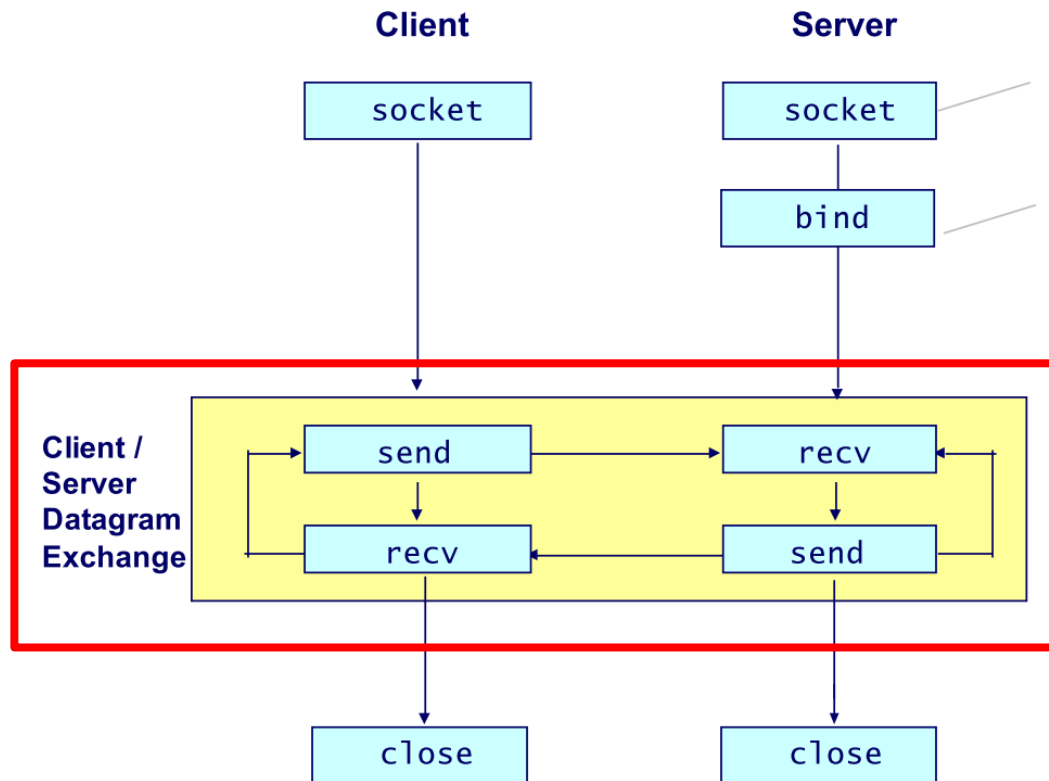 Client Server
socket socket
bind
Client /
Server
Datagram
Exchange
send recv
recv send
close close